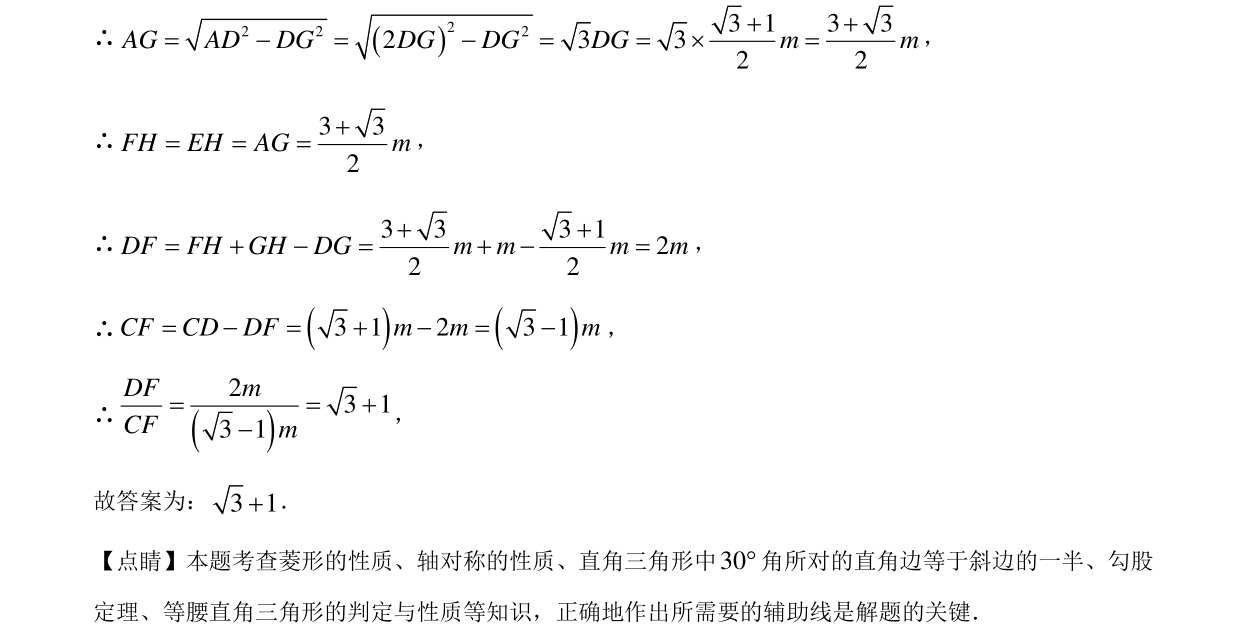 ∴ AG = √(AD² − DG²) = √((2DG)² − DG²) = √3DG = √3 × (√3 + 1)/2 m = (3 + √3)/2 m，
∴ FH = EH = AG = (3 + √3)/2 m，
∴ DF = FH + GH − DG = (3 + √3)/2 m + m − (√3 + 1)/2 m = 2m，
∴ CF = CD − DF = (√3 + 1)m − 2m = (√3 − 1)m，
∴ DF/CF = 2m/((√3 − 1)m) = √3 + 1，
故答案为：√3 + 1．
【点睛】本题考查菱形的性质、轴对称的性质、直角三角形中30°角所对的直角边等于斜边的一半、勾股
定理、等腰直角三角形的判定与性质等知识，正确地作出所需要的辅助线是解题的关键．